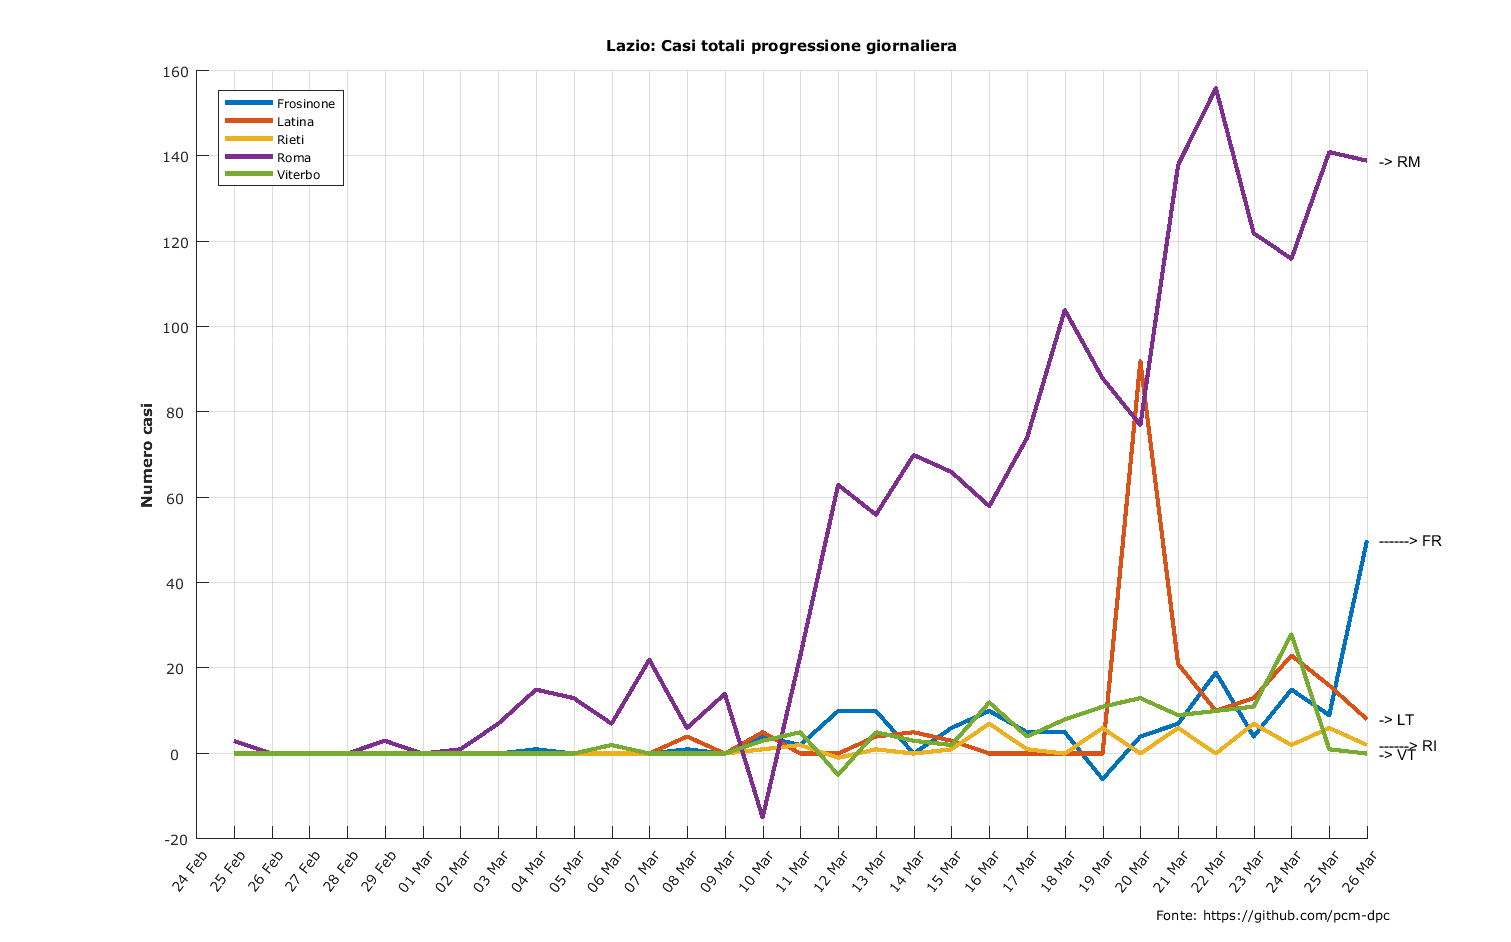 Lazio: Casi totali progressione giornaliera
160
140
120
100
80
60
40
20
0
-20
Numero casi
Frosinone
Latina
Rieti
Roma
Viterbo
-> RM
------> FR
-> LT
------> RI
-> VT
24 Feb
25 Feb
26 Feb
27 Feb
28 Feb
29 Feb
01 Mar
02 Mar
03 Mar
04 Mar
05 Mar
06 Mar
07 Mar
08 Mar
09 Mar
10 Mar
11 Mar
12 Mar
13 Mar
14 Mar
15 Mar
16 Mar
17 Mar
18 Mar
19 Mar
20 Mar
21 Mar
22 Mar
23 Mar
24 Mar
25 Mar
26 Mar
Fonte: https://github.com/pcm-dpc